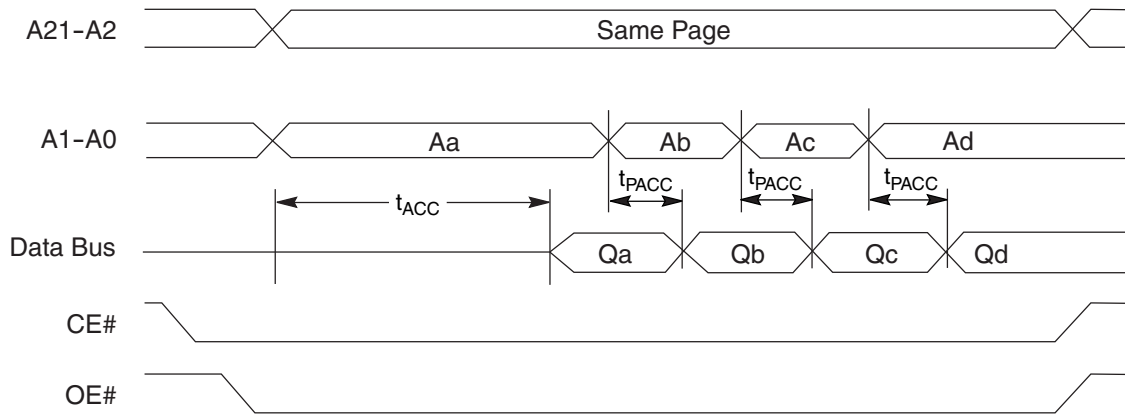 A21–A2 Same Page
A1–A0 Aa Ab Ac Ad
tACC tPACC tPACC tPACC
Data Bus Qa Qb Qc Qd
CE#
OE#